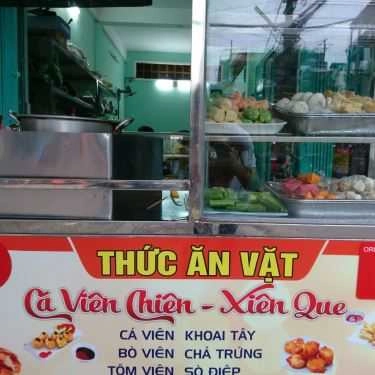 THỨC ĂN VẶT
Cá Viên Chiên - Xiên Que
CÁ VIÊN KHOAI TÂY
BÒ VIÊN CHẢ TRỨNG
TÔM VIÊN SÒ ĐIỆP